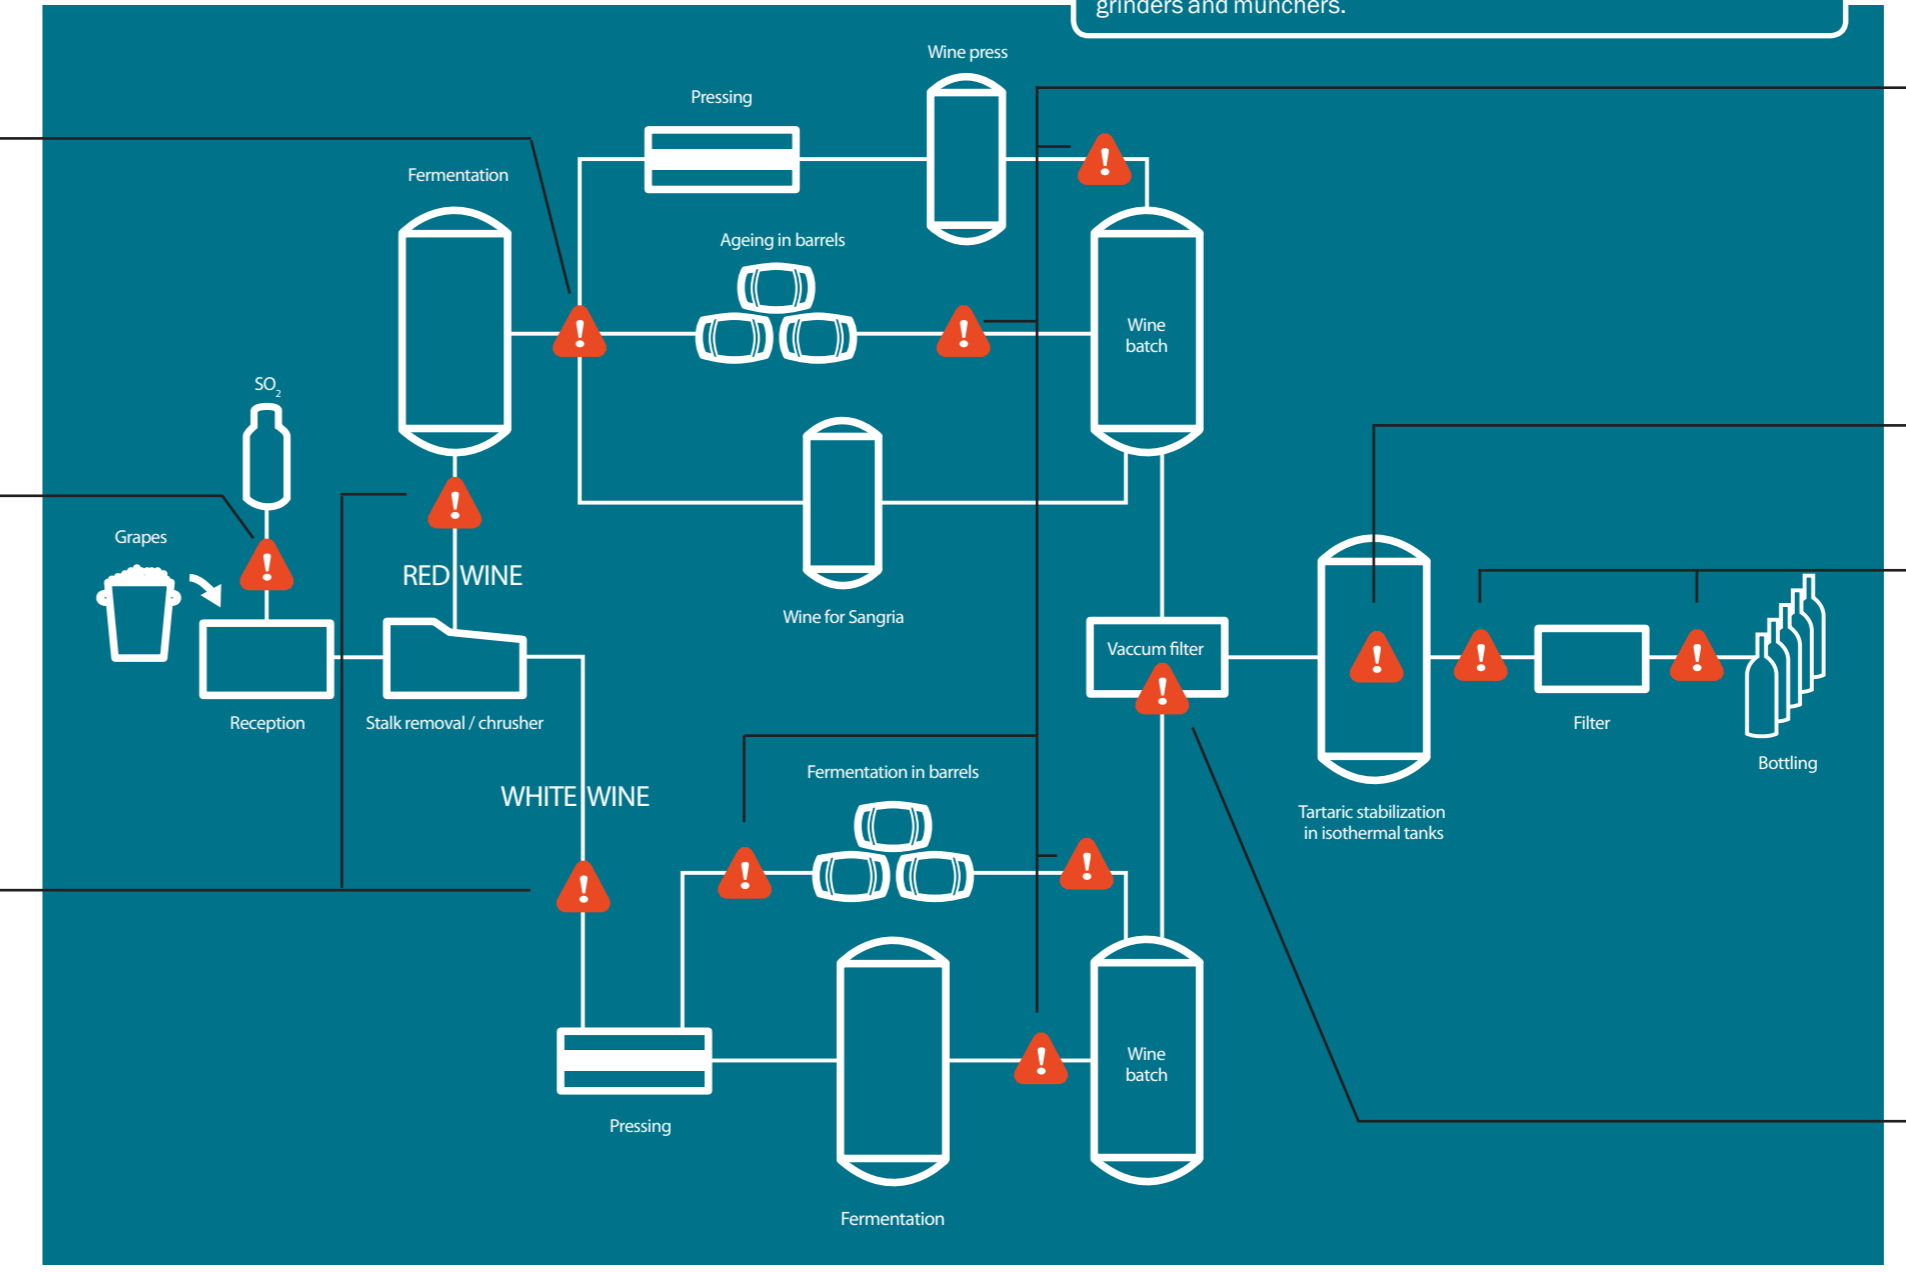 grinders and munchers.
Wine press
Pressing
Fermentation
Ageing in barrels
Wine
batch
SO2
Grapes
RED WINE
Wine for Sangria
Vaccum filter
Reception
Stalk removal / chrusher
Filter
Bottling
Fermentation in barrels
WHITE WINE
Tartaric stabilization
in isothermal tanks
Wine
batch
Pressing
Fermentation